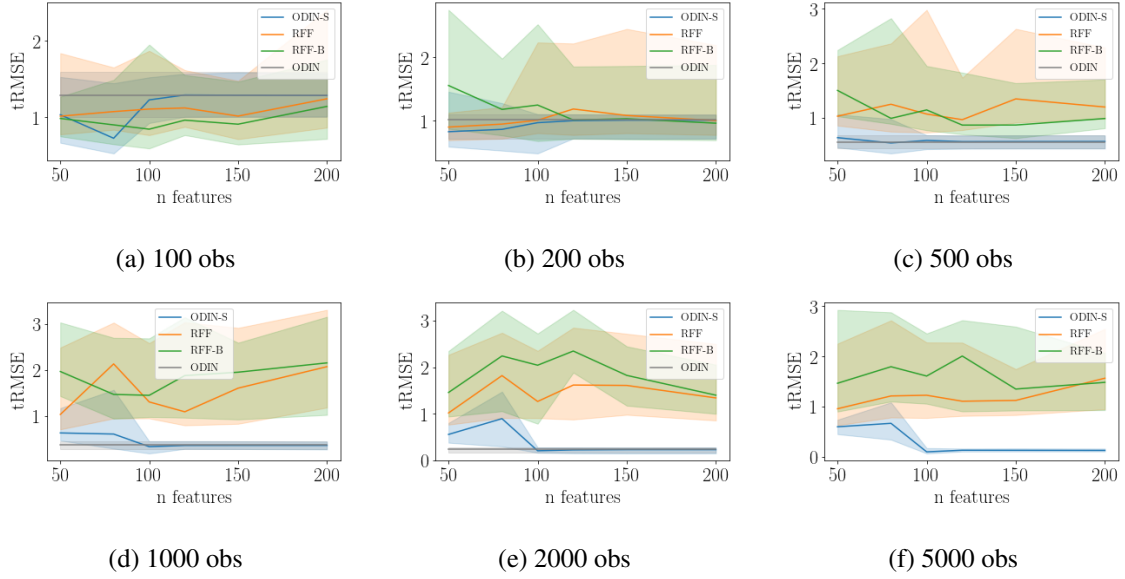 ODIN-S
RFF
RFF-B
ODIN
tRMSE
2
1
50
100
150
200
n features
(a) 100 obs
ODIN-S
RFF
RFF-B
ODIN
tRMSE
2
1
50
100
150
200
n features
(b) 200 obs
ODIN-S
RFF
RFF-B
ODIN
tRMSE
3
2
1
50
100
150
200
n features
(c) 500 obs
ODIN-S
RFF
RFF-B
ODIN
tRMSE
3
2
1
50
100
150
200
n features
(d) 1000 obs
ODIN-S
RFF
RFF-B
ODIN
tRMSE
3
2
1
0
50
100
150
200
n features
(e) 2000 obs
ODIN-S
RFF
RFF-B
tRMSE
3
2
1
0
50
100
150
200
n features
(f) 5000 obs